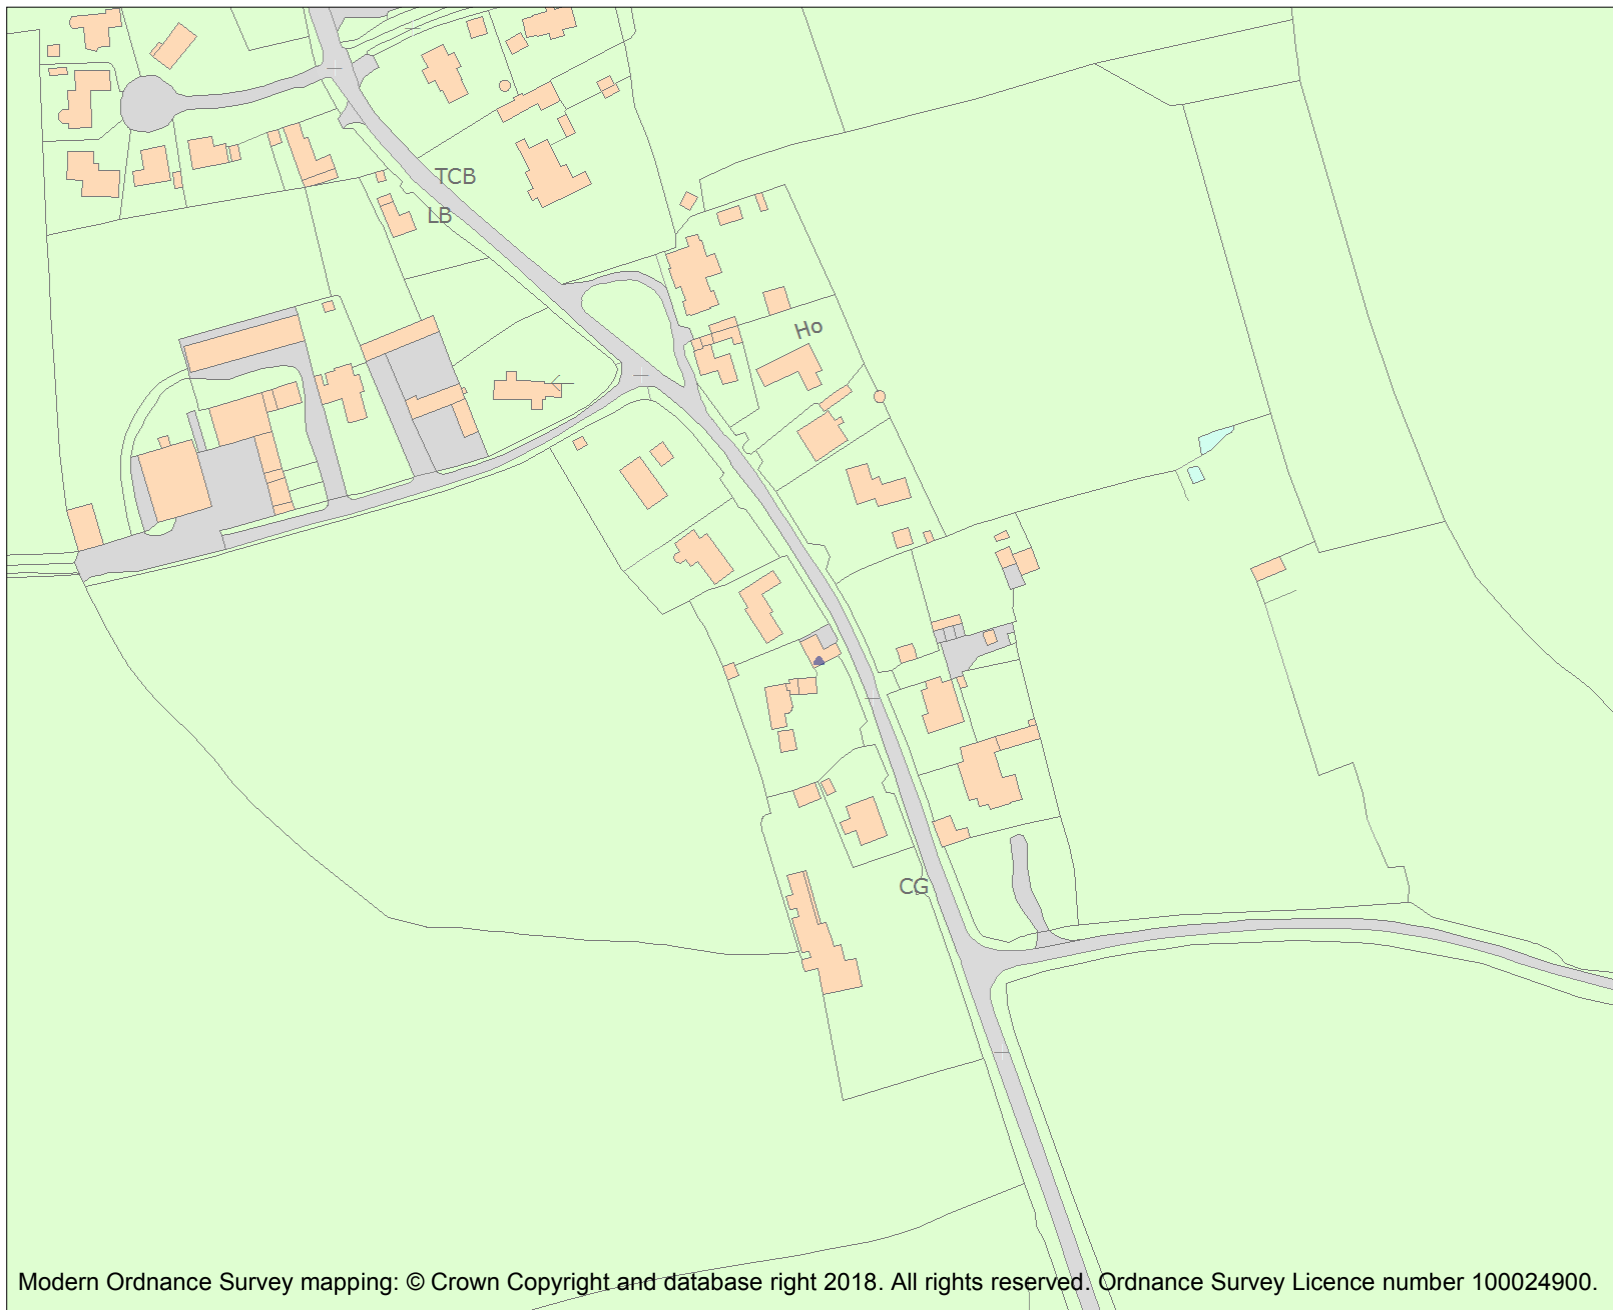 TCB
LB
Ho
CG
Modern Ordnance Survey mapping: © Crown Copyright and database right 2018. All rights reserved. Ordnance Survey Licence number 100024900.